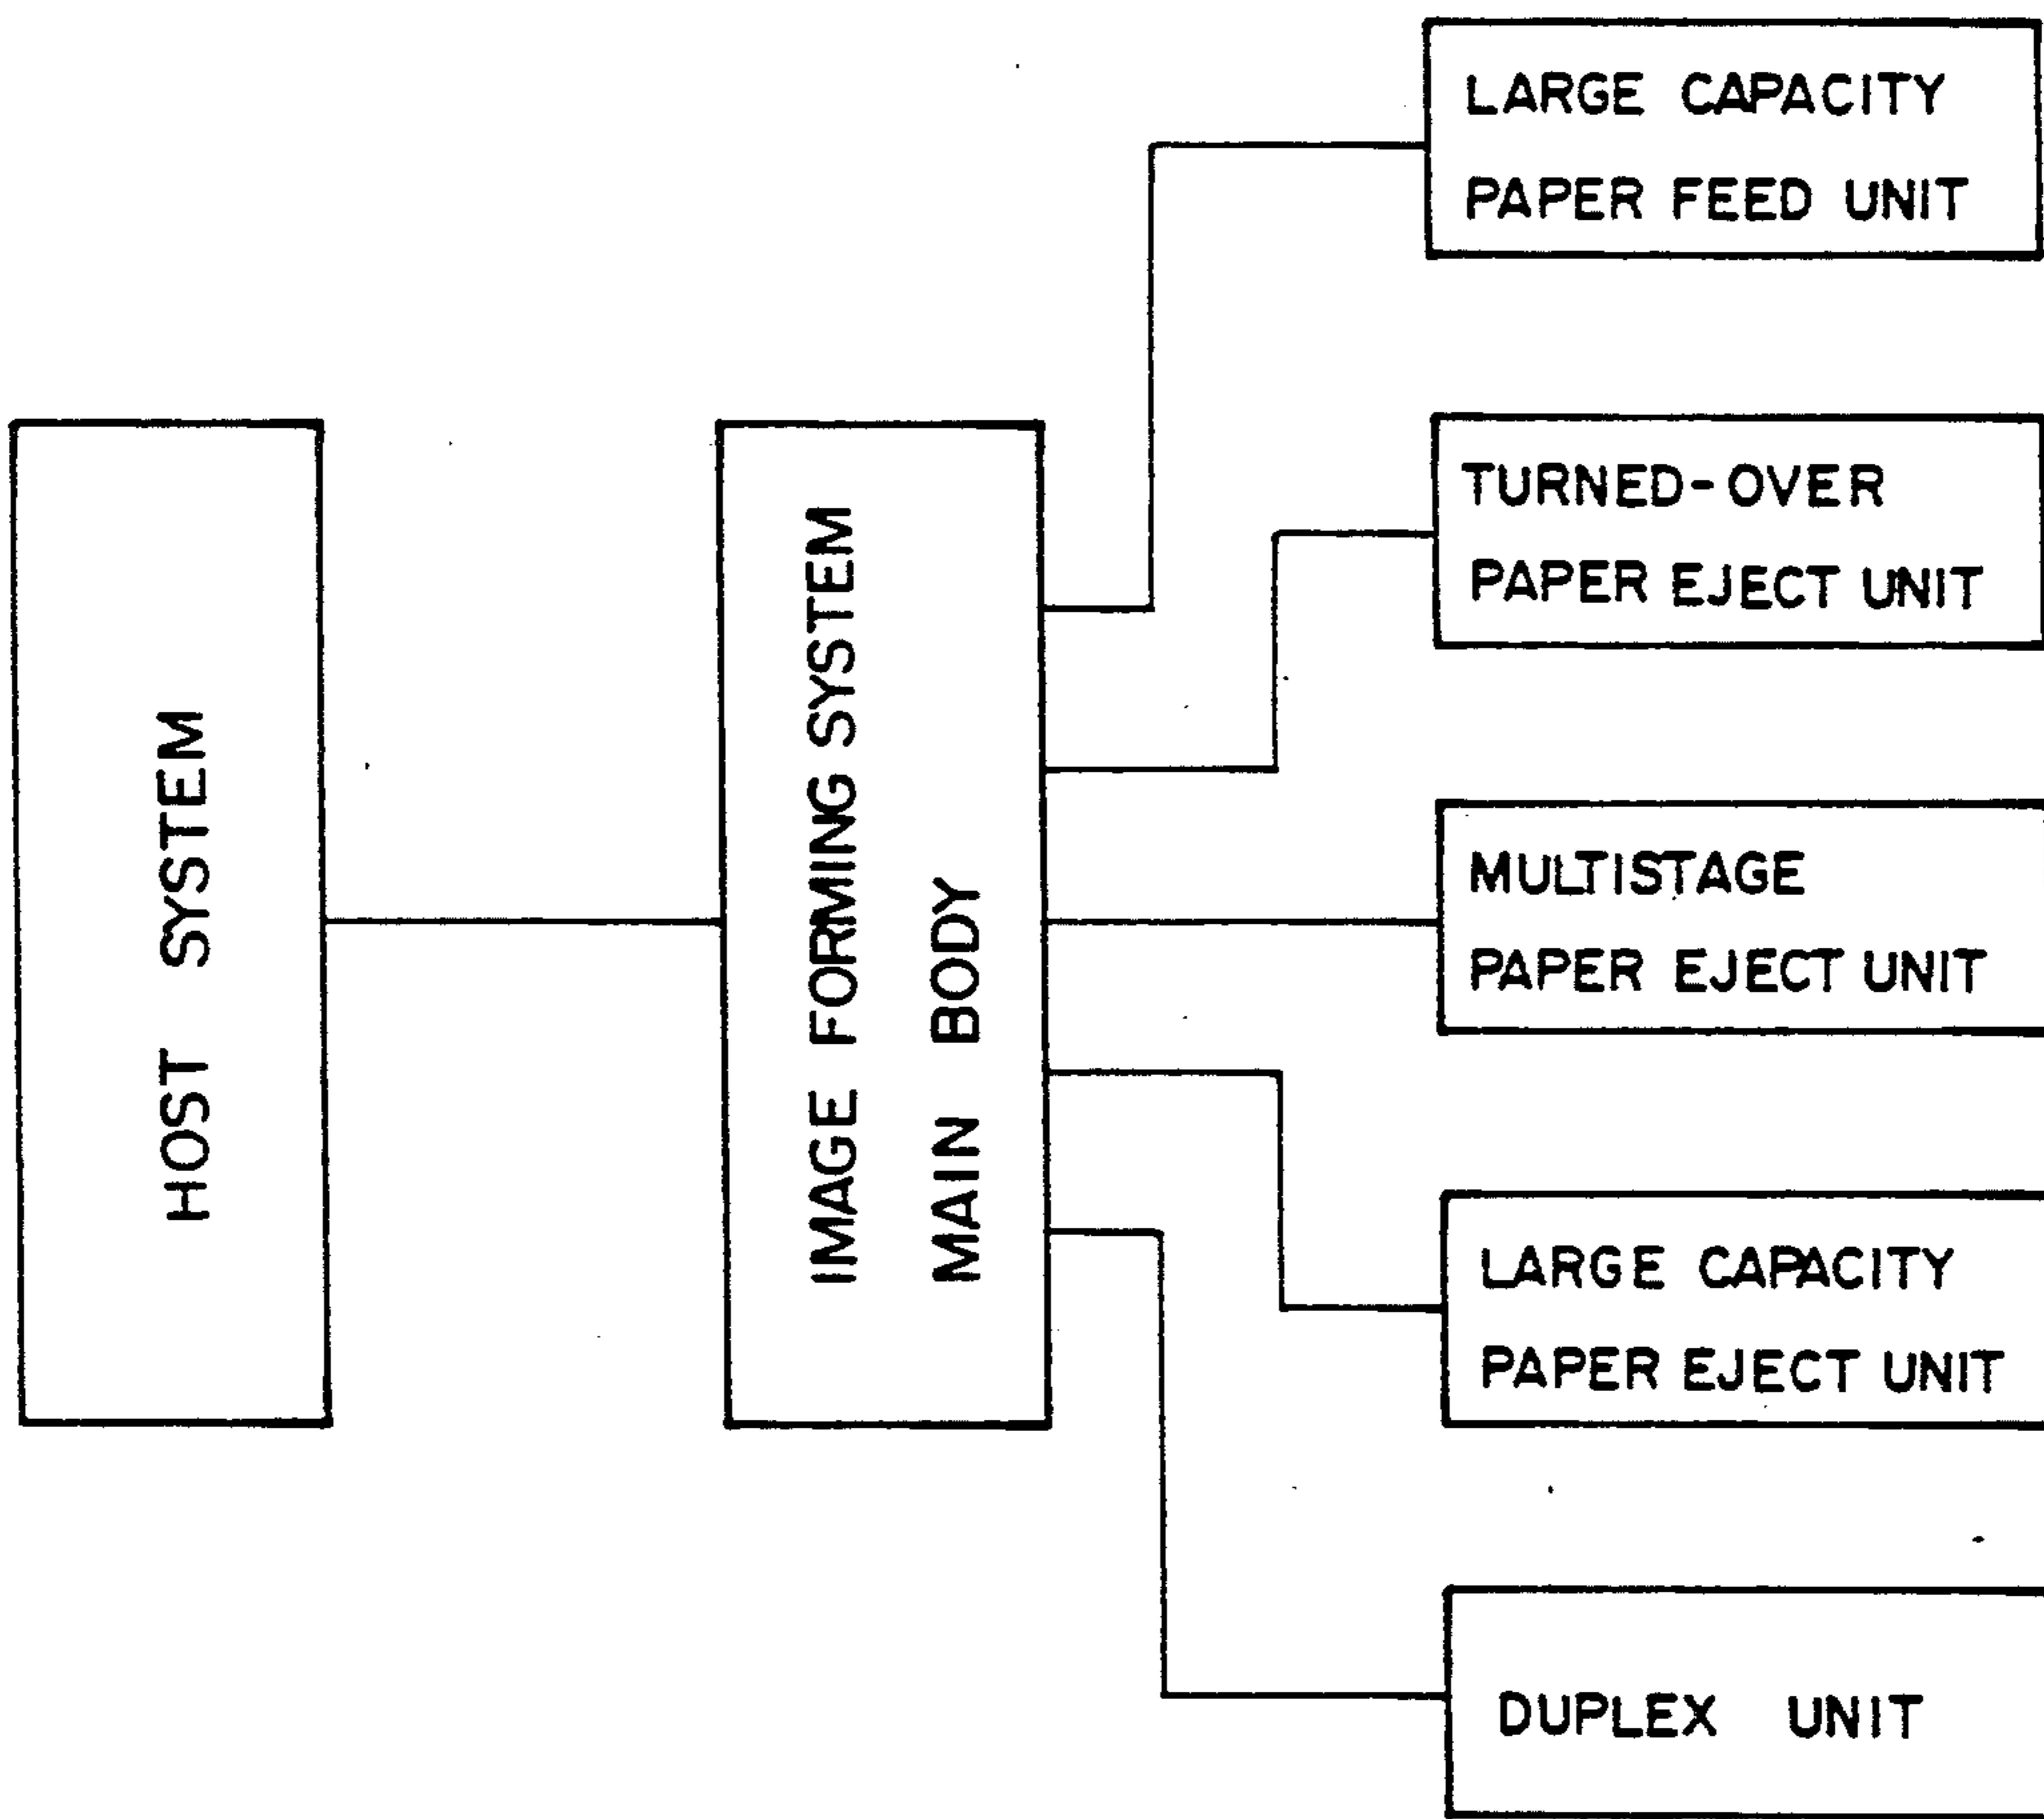 HOST SYSTEM
IMAGE FORMING SYSTEM
MAIN BODY
LARGE CAPACITY
PAPER FEED UNIT
TURNED-OVER
PAPER EJECT UNIT
MULTISTAGE
PAPER EJECT UNIT
LARGE CAPACITY
PAPER EJECT UNIT
DUPLEX UNIT